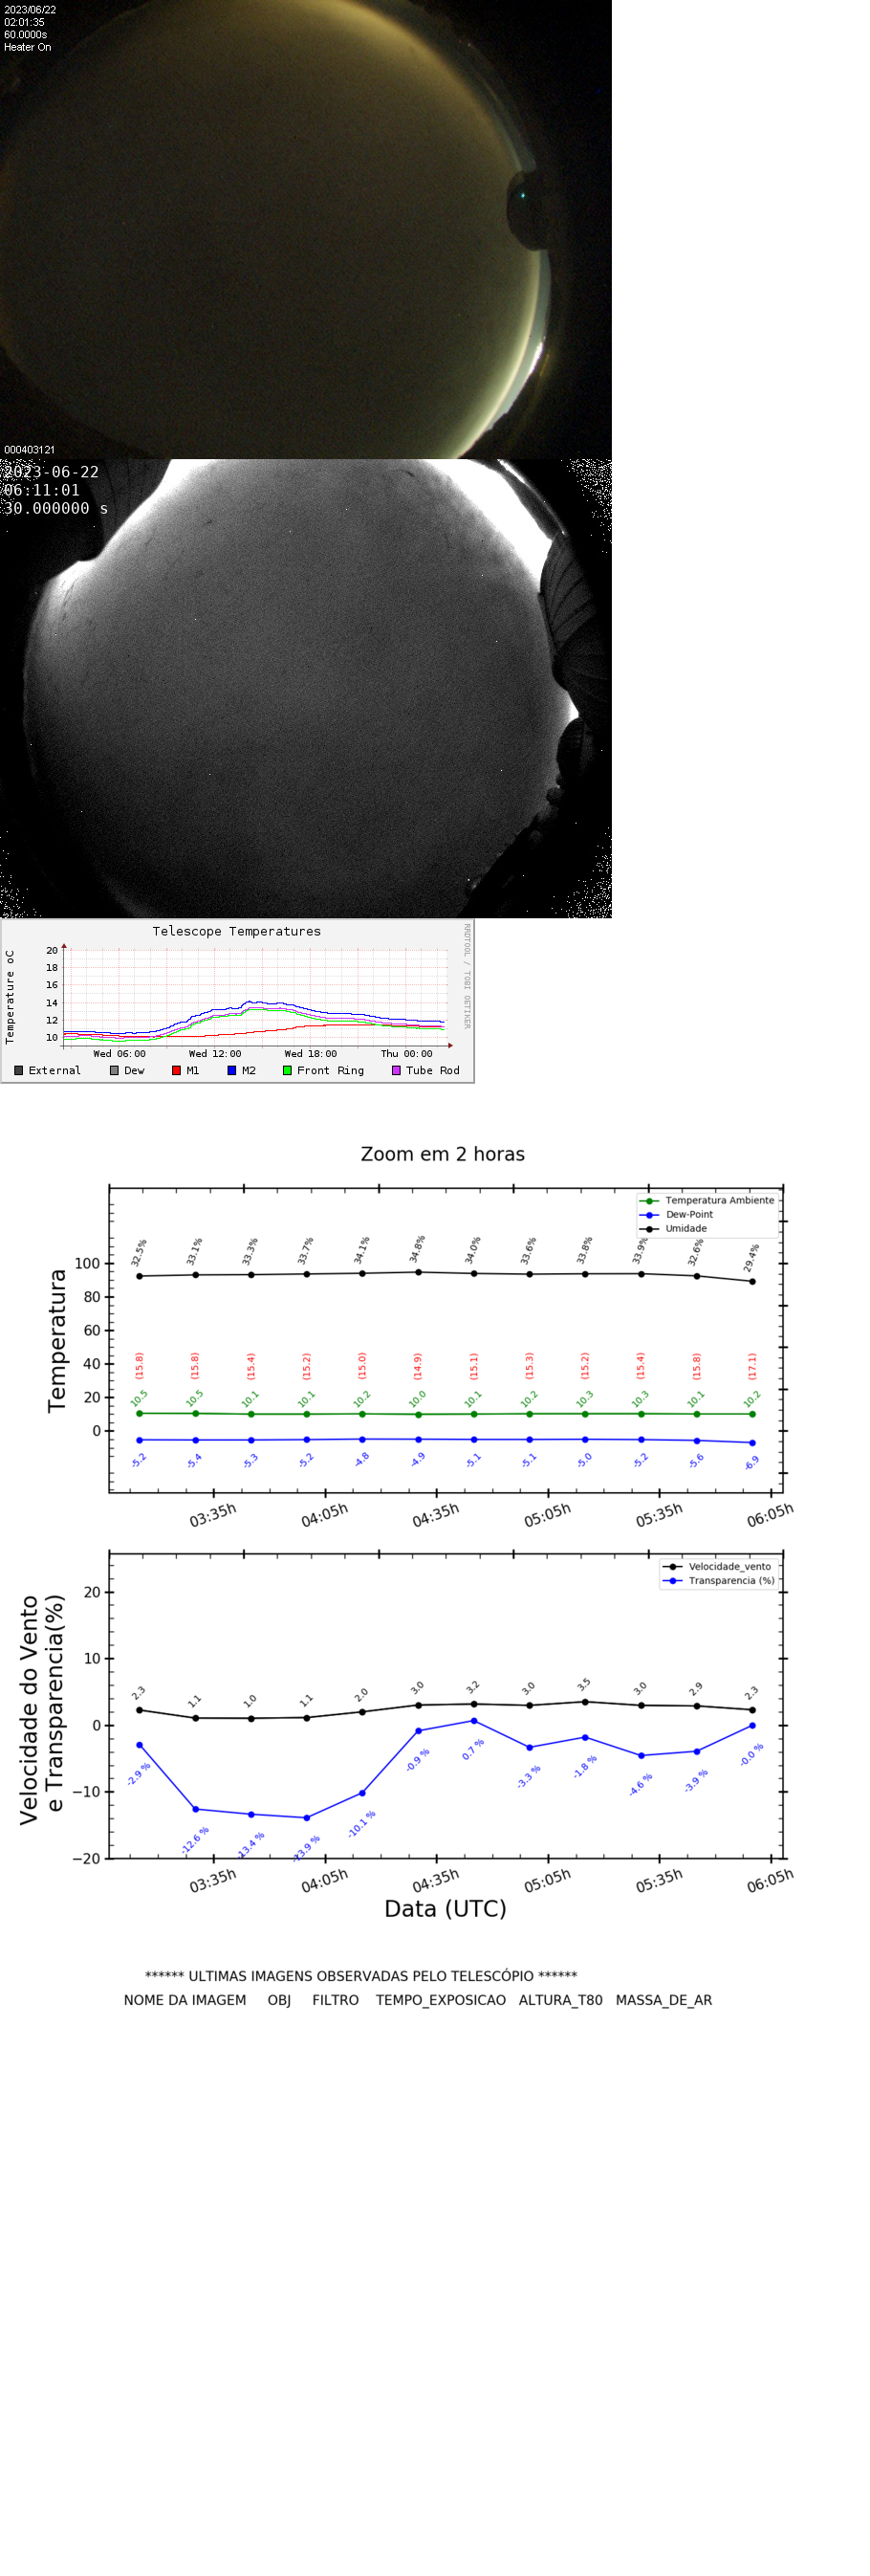 2023/06/22
02:01:35
60.0000s
Heater On
000403121
2023-06-22
06:11:01
30.000000 s
Telescope Temperatures
RRDTOOL / TOBI OETIKER
Temperature oC
20
18
16
14
12
10
Wed 06:00 Wed 12:00 Wed 18:00 Thu 00:00
External Dew M1 M2 Front Ring Tube Rod
Zoom em 2 horas
Temperatura Ambiente
Dew-Point
Umidade
Temperatura
100
80
60
40
20
0
32.5% 33.1% 33.3% 33.7% 34.1% 34.8% 34.0% 33.6% 33.8% 33.9% 32.6% 29.4%
(15.8) (15.8) (15.4) (15.2) (15.0) (14.9) (15.1) (15.3) (15.2) (15.4) (15.8) (17.1)
10.5 10.5 10.1 10.1 10.2 10.0 10.1 10.2 10.3 10.3 10.1 10.2
-5.2 -5.4 -5.3 -5.2 -4.8 -4.9 -5.1 -5.1 -5.0 -5.2 -5.6 -6.9
03:35h 04:05h 04:35h 05:05h 05:35h 06:05h
Velocidade_vento
Transparencia (%)
Velocidade do Vento
e Transparencia(%)
20
10
0
−10
−20
2.3 1.1 1.0 1.1 2.0 3.0 3.2 3.0 3.5 3.0 2.9 2.3
-2.9 % -12.6 % -13.4 % -13.9 % -10.1 % -0.9 % 0.7 % -3.3 % -1.8 % -4.6 % -3.9 % -0.0 %
03:35h 04:05h 04:35h 05:05h 05:35h 06:05h
Data (UTC)
****** ULTIMAS IMAGENS OBSERVADAS PELO TELESCÓPIO ******
NOME DA IMAGEM OBJ FILTRO TEMPO_EXPOSICAO ALTURA_T80 MASSA_DE_AR